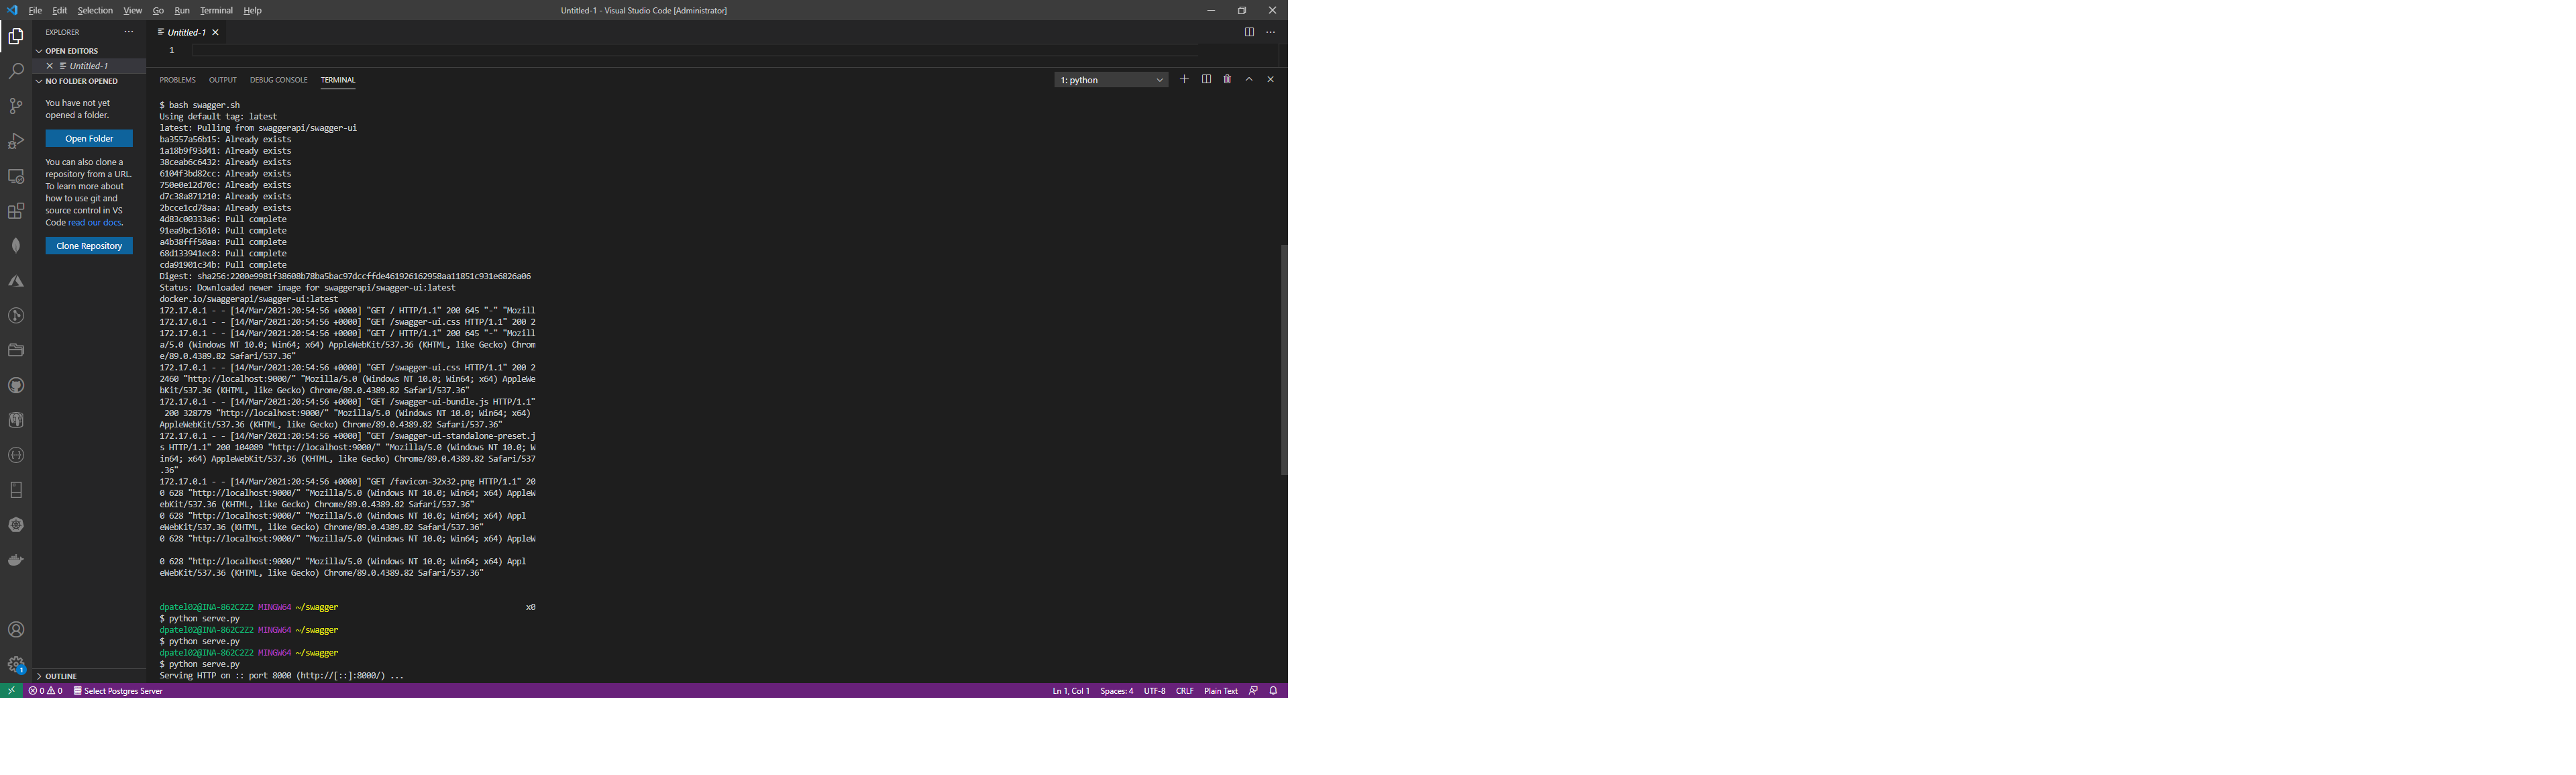 File Edit Selection View Go Run Terminal Help
Untitled-1 - Visual Studio Code [Administrator]
EXPLORER
OPEN EDITORS
Untitled-1
NO FOLDER OPENED
You have not yet
opened a folder.
Open Folder
You can also clone a
repository from a URL.
To learn more about
how to use git and
source control in VS
Code read our docs.
Clone Repository
OUTLINE
Untitled-1
1
PROBLEMS OUTPUT DEBUG CONSOLE TERMINAL
1: python
$ bash swagger.sh
Using default tag: latest
latest: Pulling from swaggerapi/swagger-ui
ba3557a56b15: Already exists
1a18b9f93d41: Already exists
38ceab6c6432: Already exists
6104f3bd82cc: Already exists
750e0e12d70c: Already exists
d7c38a871210: Already exists
2bcce1cd78aa: Already exists
4d83c00333a6: Pull complete
91ea9bc13610: Pull complete
a4b38fff50aa: Pull complete
68d133941ec8: Pull complete
cda91901c34b: Pull complete
Digest: sha256:2200e9981f38608b78ba5bac97dccffde461926162958aa11851c931e6826a06
Status: Downloaded newer image for swaggerapi/swagger-ui:latest
docker.io/swaggerapi/swagger-ui:latest
172.17.0.1 - - [14/Mar/2021:20:54:56 +0000] "GET / HTTP/1.1" 200 645 "-" "Mozill
172.17.0.1 - - [14/Mar/2021:20:54:56 +0000] "GET /swagger-ui.css HTTP/1.1" 200 2
172.17.0.1 - - [14/Mar/2021:20:54:56 +0000] "GET / HTTP/1.1" 200 645 "-" "Mozill
a/5.0 (Windows NT 10.0; Win64; x64) AppleWebKit/537.36 (KHTML, like Gecko) Chrom
e/89.0.4389.82 Safari/537.36"
172.17.0.1 - - [14/Mar/2021:20:54:56 +0000] "GET /swagger-ui.css HTTP/1.1" 200 2
2460 "http://localhost:9000/" "Mozilla/5.0 (Windows NT 10.0; Win64; x64) AppleWe
bKit/537.36 (KHTML, like Gecko) Chrome/89.0.4389.82 Safari/537.36"
172.17.0.1 - - [14/Mar/2021:20:54:56 +0000] "GET /swagger-ui-bundle.js HTTP/1.1"
200 328779 "http://localhost:9000/" "Mozilla/5.0 (Windows NT 10.0; Win64; x64)
AppleWebKit/537.36 (KHTML, like Gecko) Chrome/89.0.4389.82 Safari/537.36"
172.17.0.1 - - [14/Mar/2021:20:54:56 +0000] "GET /swagger-ui-standalone-preset.j
s HTTP/1.1" 200 104089 "http://localhost:9000/" "Mozilla/5.0 (Windows NT 10.0; W
in64; x64) AppleWebKit/537.36 (KHTML, like Gecko) Chrome/89.0.4389.82 Safari/537
.36"
172.17.0.1 - - [14/Mar/2021:20:54:56 +0000] "GET /favicon-32x32.png HTTP/1.1" 20
0 628 "http://localhost:9000/" "Mozilla/5.0 (Windows NT 10.0; Win64; x64) AppleW
ebKit/537.36 (KHTML, like Gecko) Chrome/89.0.4389.82 Safari/537.36"
0 628 "http://localhost:9000/" "Mozilla/5.0 (Windows NT 10.0; Win64; x64) Appl
eWebKit/537.36 (KHTML, like Gecko) Chrome/89.0.4389.82 Safari/537.36"
0 628 "http://localhost:9000/" "Mozilla/5.0 (Windows NT 10.0; Win64; x64) AppleW
0 628 "http://localhost:9000/" "Mozilla/5.0 (Windows NT 10.0; Win64; x64) Appl
eWebKit/537.36 (KHTML, like Gecko) Chrome/89.0.4389.82 Safari/537.36"
dpatel02@INA-862C2Z2 MINGW64 ~/swagger x0
$ python serve.py
dpatel02@INA-862C2Z2 MINGW64 ~/swagger
$ python serve.py
dpatel02@INA-862C2Z2 MINGW64 ~/swagger
$ python serve.py
Serving HTTP on :: port 8000 (http://[::]:8000/) ...
1
0 0 Select Postgres Server
Ln 1, Col 1 Spaces: 4 UTF-8 CRLF Plain Text